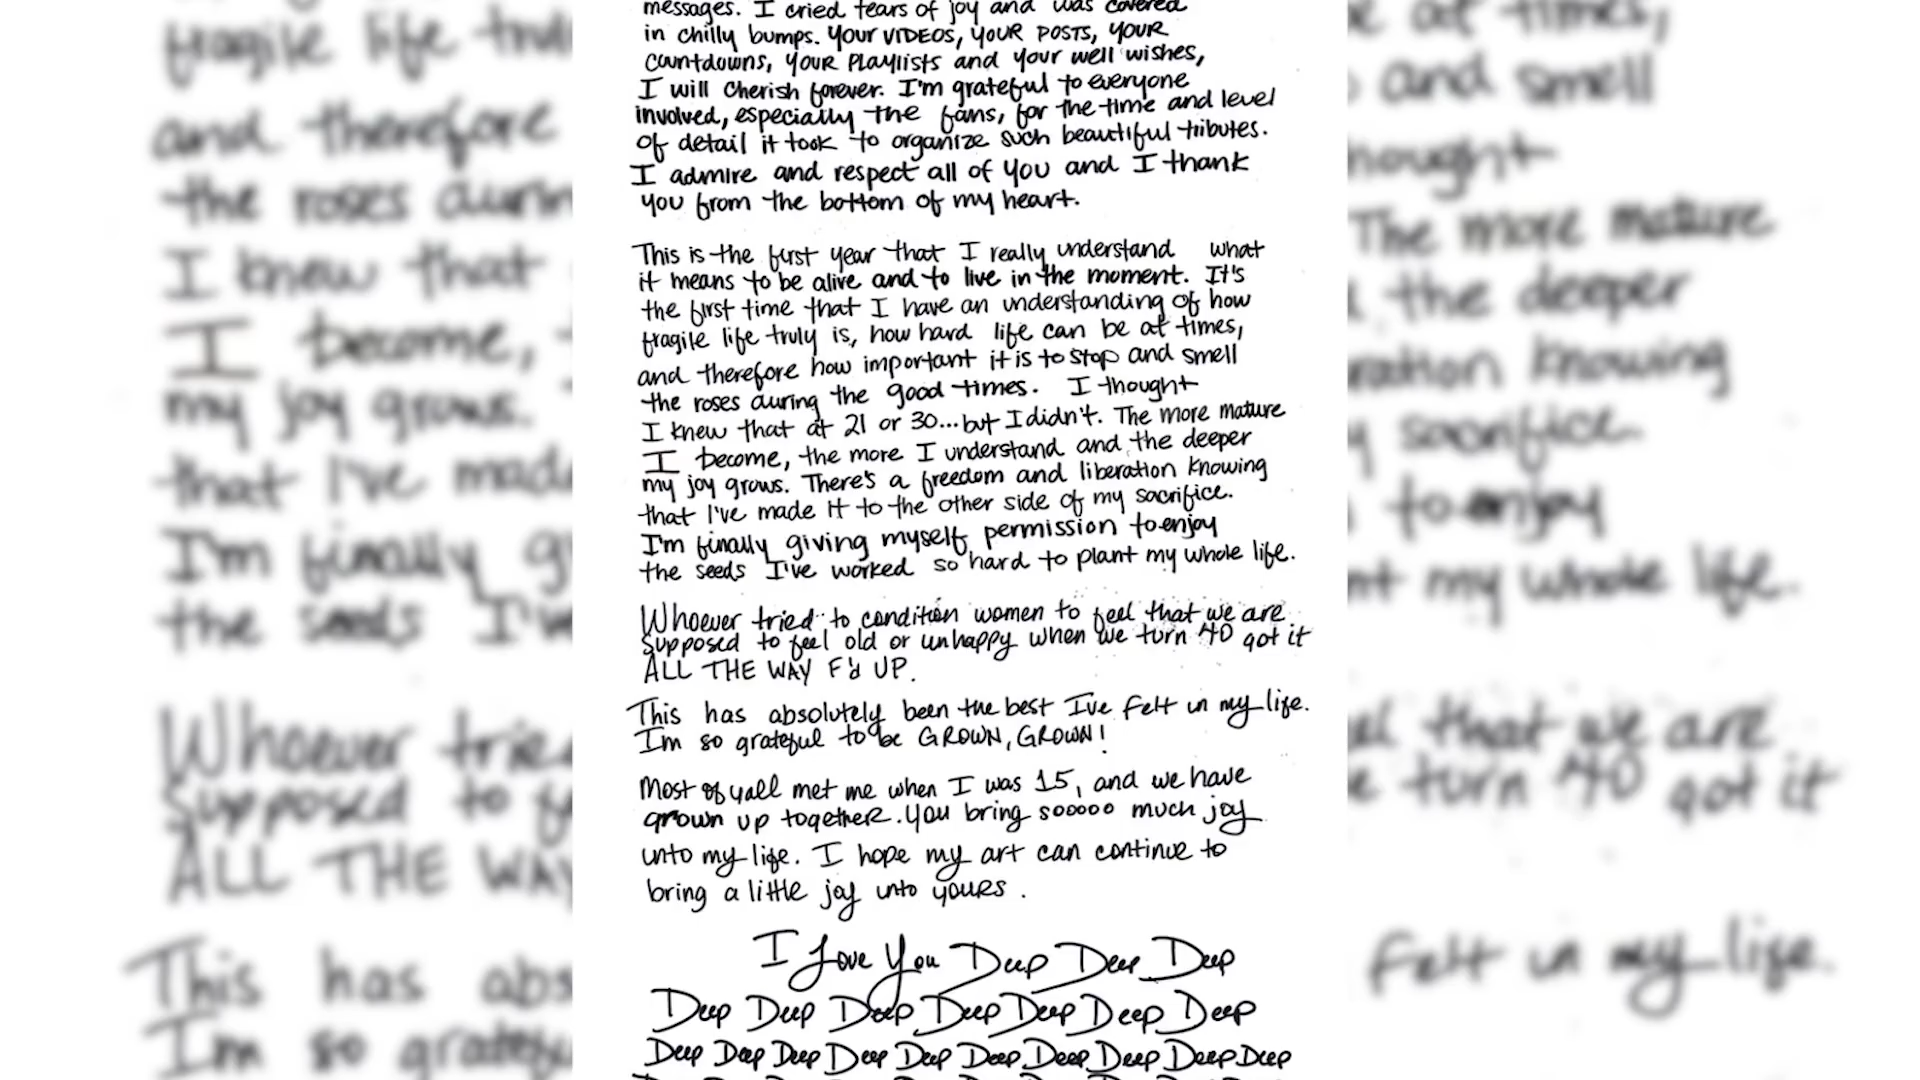 messages. I cried tears of joy and was covered
in chilly bumps. YOUR VIDEOS, YOUR POSTS, YOUR
countdowns, YOUR PLAYLISTS and your well wishes,
I will cherish forever. I'm grateful to everyone
involved, especially the fans, for the time and level
of detail it took to organize such beautiful tributes.
I admire and respect all of you and I thank
you from the bottom of my heart.
This is the first year that I really understand what
it means to be alive and to live in the moment. It's
the first time that I have an understanding of how
fragile life truly is, how hard life can be at times,
and therefore how important it is to stop and smell
the roses during the good times. I thought
I knew that at 21 or 30... but I didn't. The more mature
I become, the more I understand and the deeper
my joy grows. There's a freedom and liberation knowing
that I've made it to the other side of my sacrifice.
I'm finally giving myself permission to enjoy
the seeds I've worked so hard to plant my whole life.
Whoever tried to condition women to feel that we are
supposed to feel old or unhappy when we turn 40 got it
ALL THE WAY F'd UP.
This has absolutely been the best I've felt in my life.
I'm so grateful to be GROWN, GROWN!
Most of yall met me when I was 15, and we have
grown up together. You bring sooooo much joy
into my life. I hope my art can continue to
bring a little joy into yours.
I Love You Deep Deep Deep
Deep Deep Deep Deep Deep Deep Deep
Deep Deep Deep Deep Deep Deep Deep Deep Deep Deep